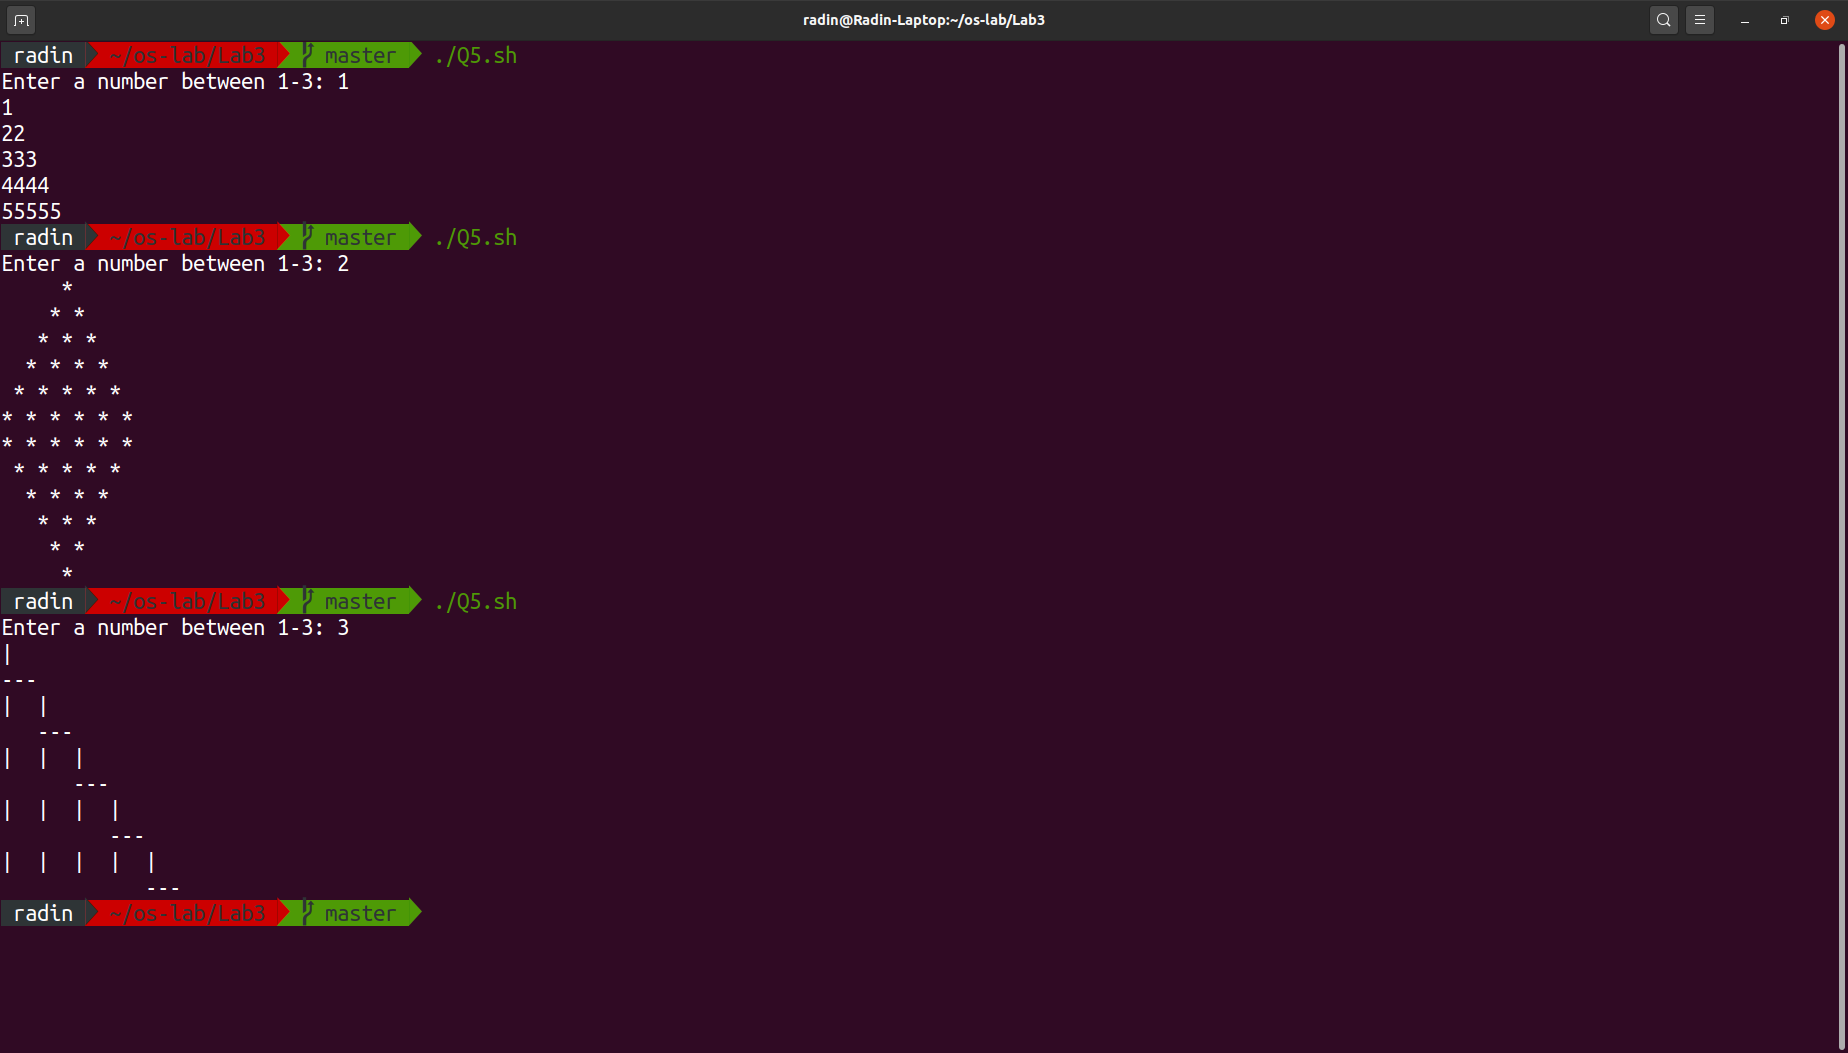 radin@Radin-Laptop:~/os-lab/Lab3
radin ~/os-lab/Lab3 master ./Q5.sh
Enter a number between 1-3: 1
1
22
333
4444
55555
radin ~/os-lab/Lab3 master ./Q5.sh
Enter a number between 1-3: 2
     *
    * *
   * * *
  * * * *
 * * * * *
* * * * * *
* * * * * *
 * * * * *
  * * * *
   * * *
    * *
     *
radin ~/os-lab/Lab3 master ./Q5.sh
Enter a number between 1-3: 3
|
---
|  |
   ---
|  |  |
      ---
|  |  |  |
         ---
|  |  |  |  |
            ---
radin ~/os-lab/Lab3 master